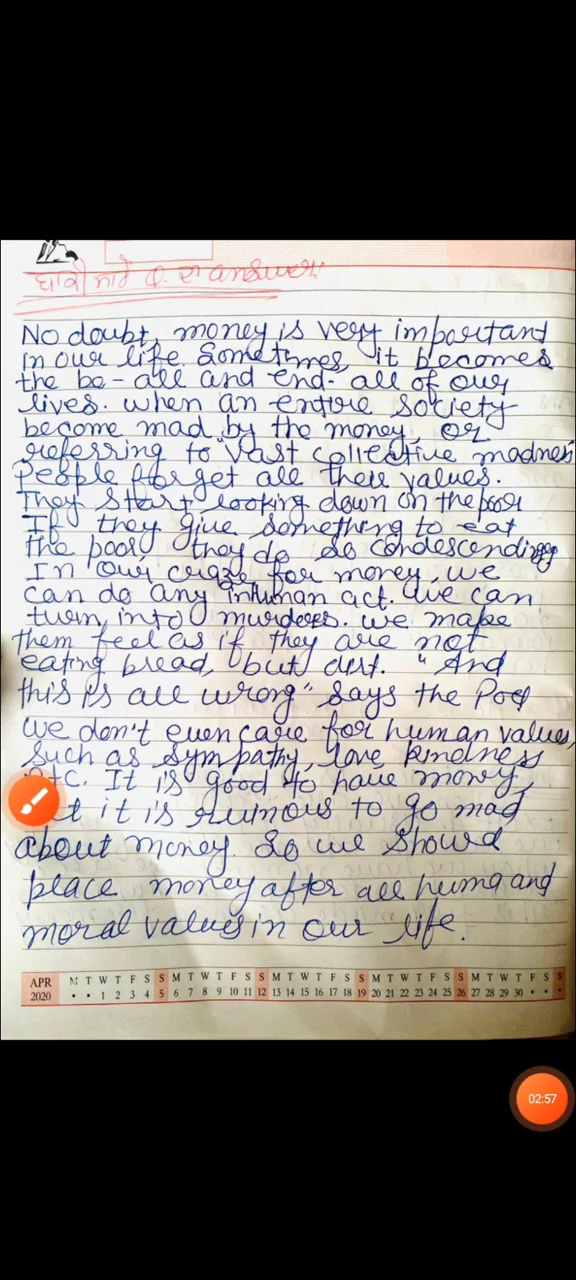 ਬਾਕੀ ਸਾਰੇ Q. ਦਾ answer:
No doubt, money is very important
in our life. Sometimes, it becomes
the be-all and end-all of our
lives. when an entire society
become mad by the money, or
referring to "Vast collective madness
People forget all these values.
They start looking down on the poor
If they give something to eat
the poor, they do so condescending
In our craze for money, we
can do any inhuman act. We can
turn into murders. we make
them feel as if they are not
eating bread, but dirt. "And
this is all wrong" says the Poet
we don't even care for human values,
such as sympathy, love kindness
etc. It is good to have money,
it is ruinous to go mad
about money So we should
place money after all huma and
moral values in our life.
APR M T W T F S S M T W T F S S M T W T F S S M T W T F S S M T W T F S S
2020 • • 1 2 3 4 5 6 7 8 9 10 11 12 13 14 15 16 17 18 19 20 21 22 23 24 25 26 27 28 29 30 • • •
02:57